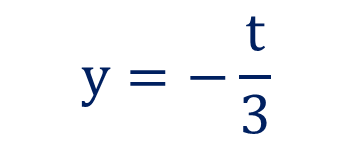 y = − t/3